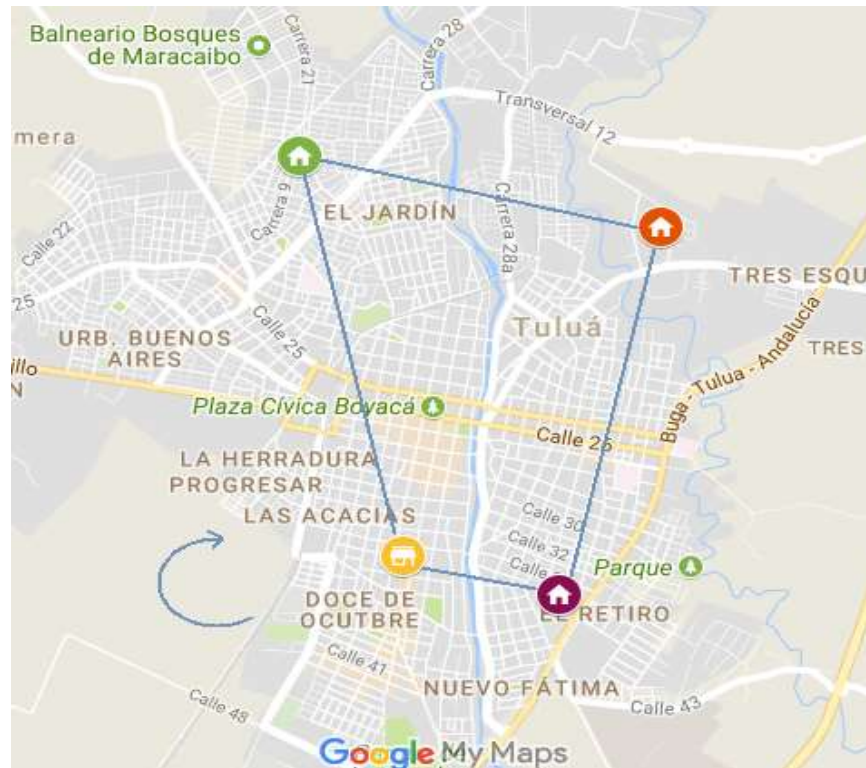 Balneario Bosques
de Maracaibo
Carrera 21
Carrera 28
Transversal 12
mera
Carrera 9
EL JARDÍN
Carrera 28a
Calle 22
TRES ESQU
25
Calle 25
Tuluá
URB. BUENOS
AIRES
TRES
illo
N
Buga - Tulua - Andalucía
Plaza Cívica Boyacá
Calle 26
LA HERRADURA
PROGRESAR
LAS ACACIAS
Calle 30
Calle 32
Calle
Parque
DOCE DE
OCUTBRE
EL RETIRO
Calle 41
NUEVO FÁTIMA
Calle 48
Calle 43
Google My Maps